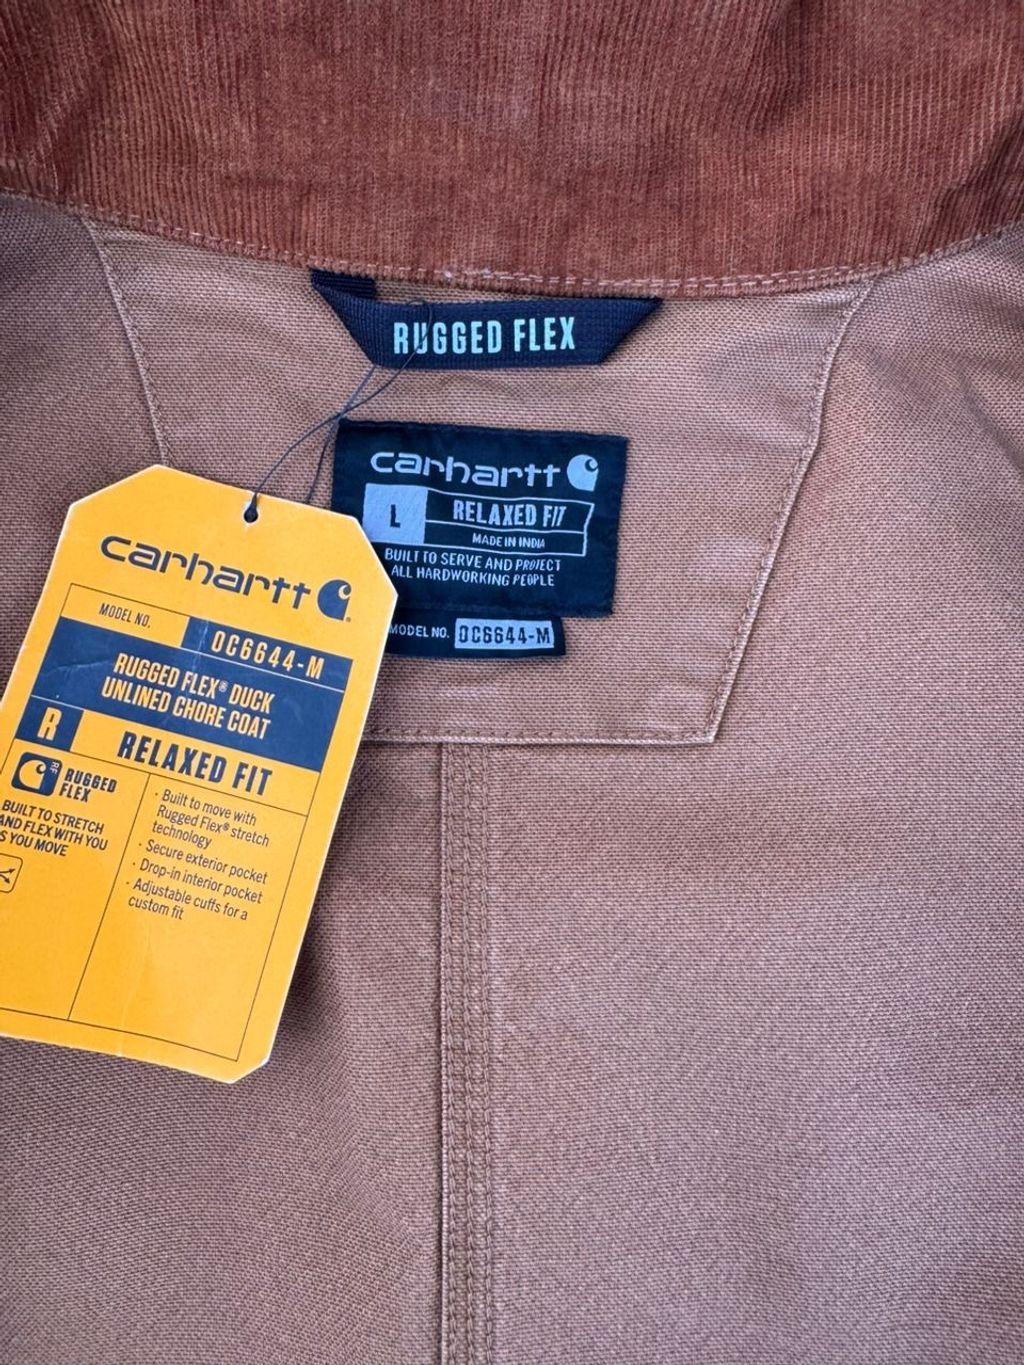 RUGGED FLEX
carhartt
L
RELAXED FIT
MADE IN INDIA
BUILT TO SERVE AND PROTECT
ALL HARDWORKING PEOPLE
MODEL NO. OC6644-M
carhartt
MODEL NO.
OC6644-M
RUGGED FLEX® DUCK
UNLINED CHORE COAT
R
RELAXED FIT
RF
RUGGED
FLEX
BUILT TO STRETCH
AND FLEX WITH YOU
S YOU MOVE
· Built to move with
Rugged Flex® stretch
technology
· Secure exterior pocket
· Drop-in interior pocket
· Adjustable cuffs for a
custom fit